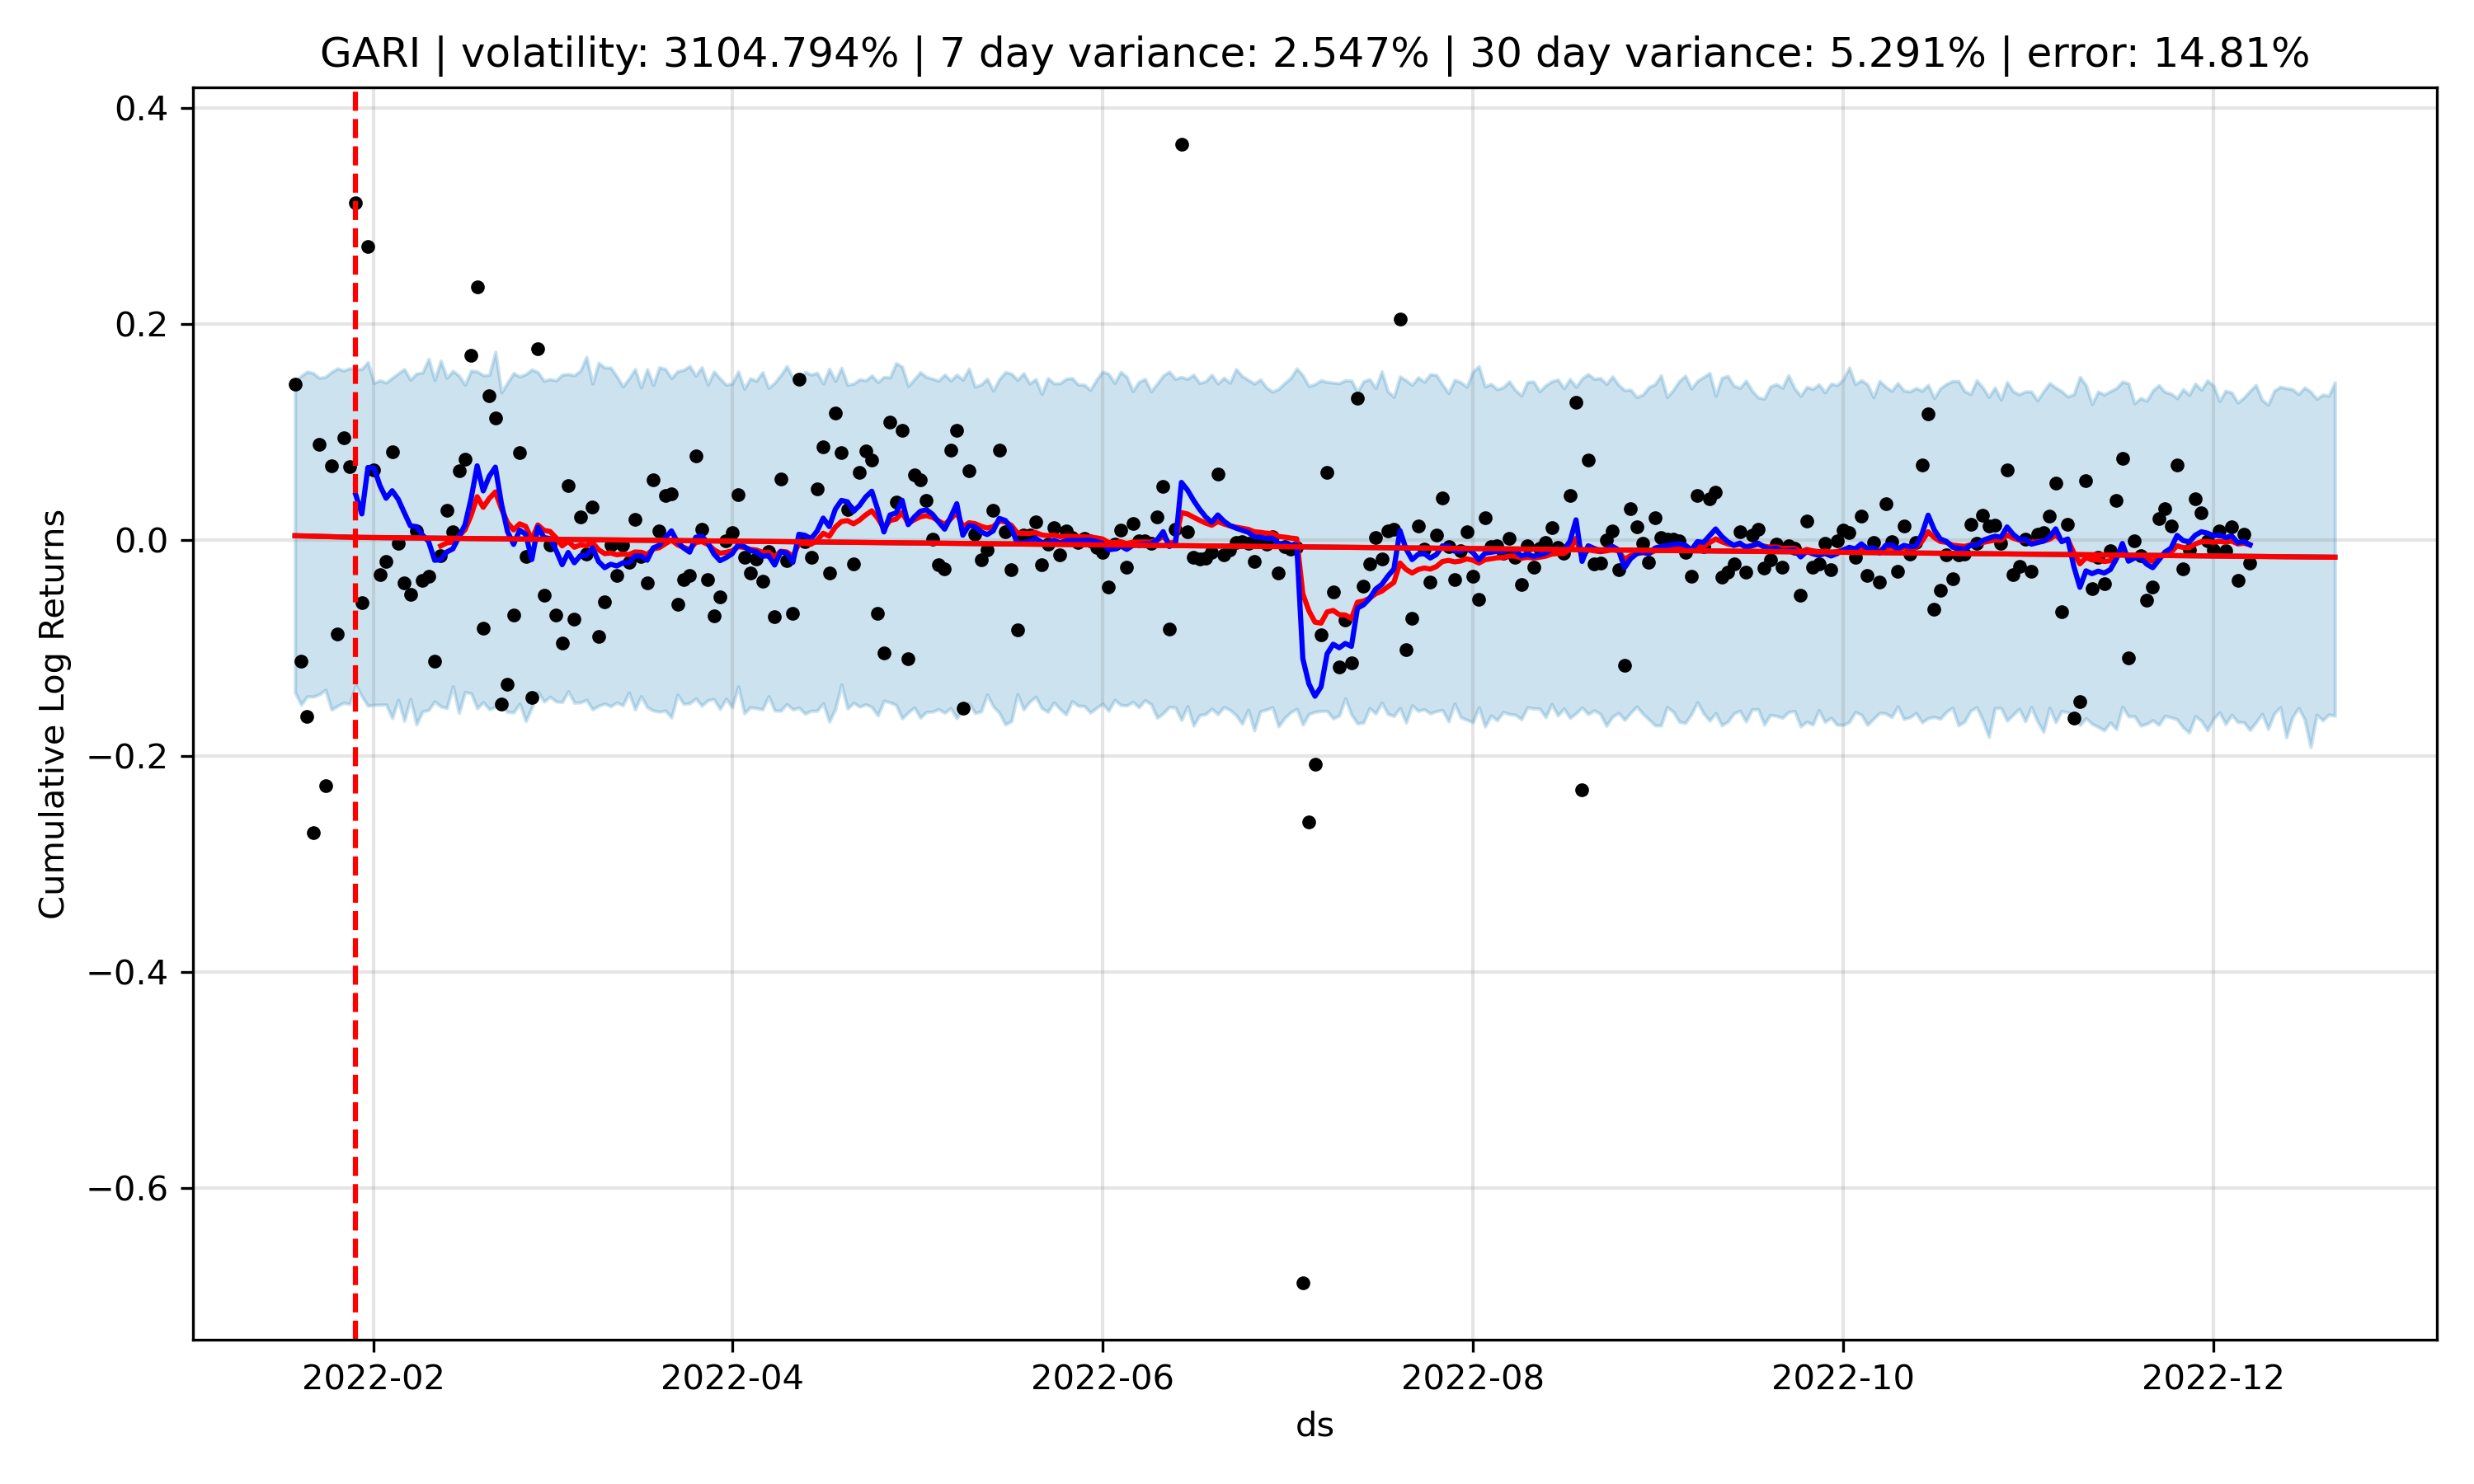 GARI | volatility: 3104.794% | 7 day variance: 2.547% | 30 day variance: 5.291% | error: 14.81%
0.4
0.2
0.0
−0.2
−0.4
−0.6
Cumulative Log Returns
2022-02 2022-04 2022-06 2022-08 2022-10 2022-12
ds